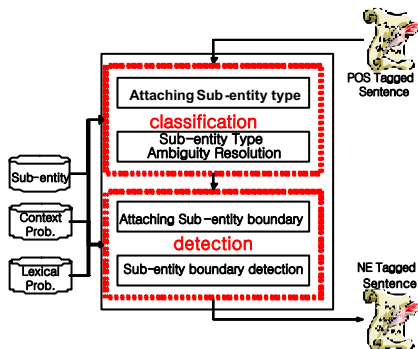 POS Tagged
Sentence
Attaching Sub-entity type
classification
Sub-entity Type
Ambiguity Resolution
Sub-entity
Context
Prob.
Lexical
Prob.
Attaching Sub-entity boundary
detection
Sub-entity boundary detection
NE Tagged
Sentence